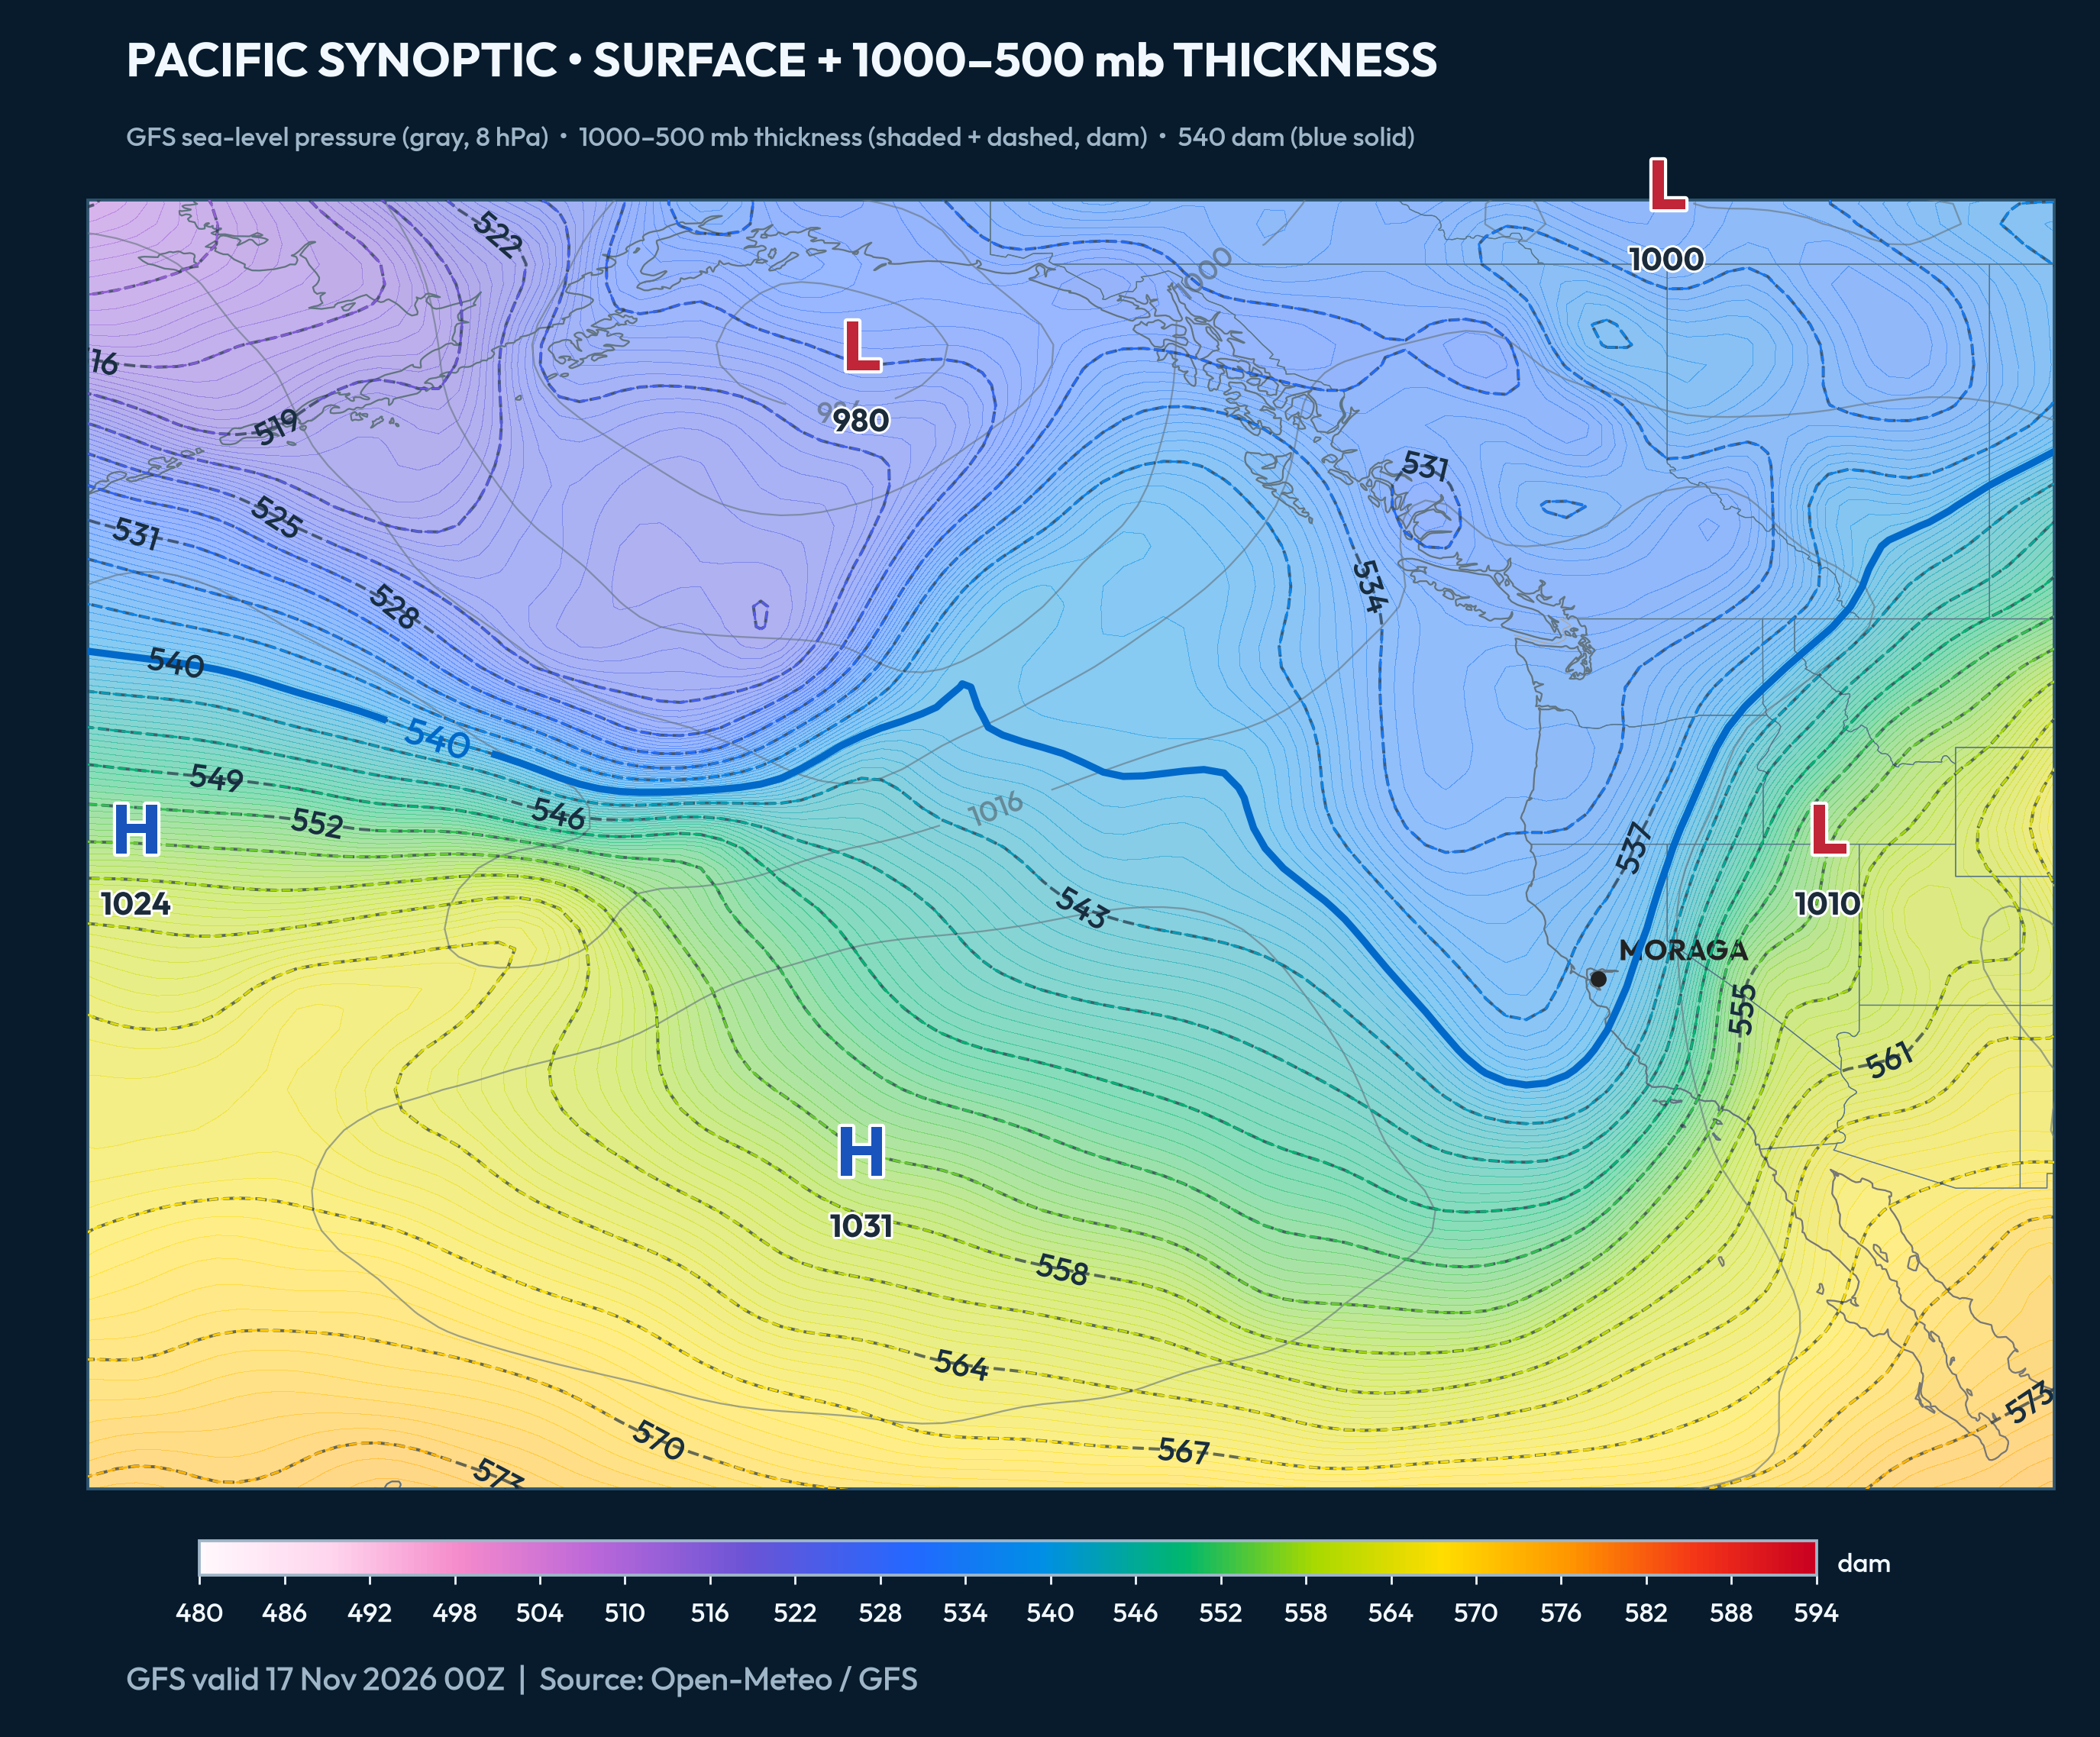 PACIFIC SYNOPTIC • SURFACE + 1000–500 mb THICKNESS
GFS sea-level pressure (gray, 8 hPa) • 1000–500 mb thickness (shaded + dashed, dam) • 540 dam (blue solid)
L
522
1000
1000
L
16
980
519
531
525
531
534
528
540
540
549
1016
H
552
546
L
537
543
1024
1010
MORAGA
555
561
H
1031
558
564
573
570
567
573
dam
480 486 492 498 504 510 516 522 528 534 540 546 552 558 564 570 576 582 588 594
GFS valid 17 Nov 2026 00Z | Source: Open-Meteo / GFS